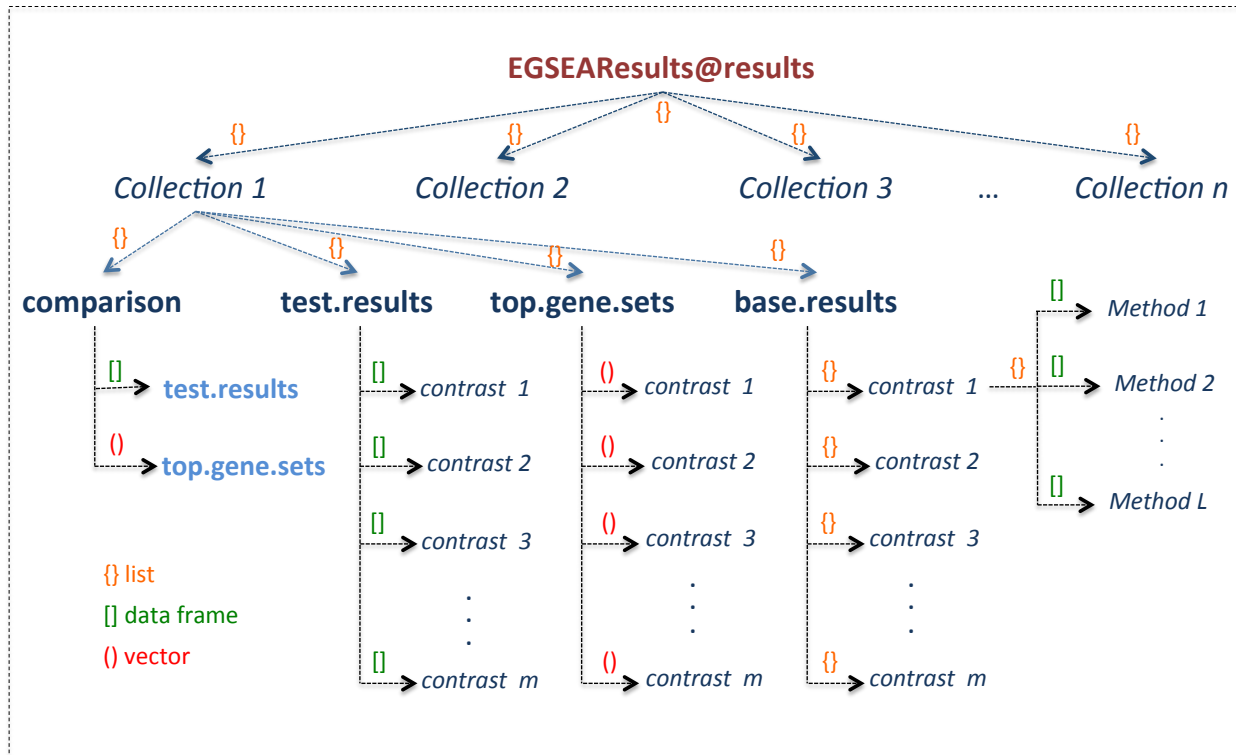 EGSEAResults@results
{} {} {} {} {}
Collection 1 Collection 2 Collection 3 ... Collection n
{} {} {} {}
comparison test.results top.gene.sets base.results
[] Method 1
[] test.results [] contrast 1 () contrast 1 {} contrast 1 {} [] Method 2
() top.gene.sets [] contrast 2 () contrast 2 {} contrast 2
[] Method L
[] contrast 3 () contrast 3 {} contrast 3
{} list
[] data frame
() vector
[] contrast m () contrast m {} contrast m